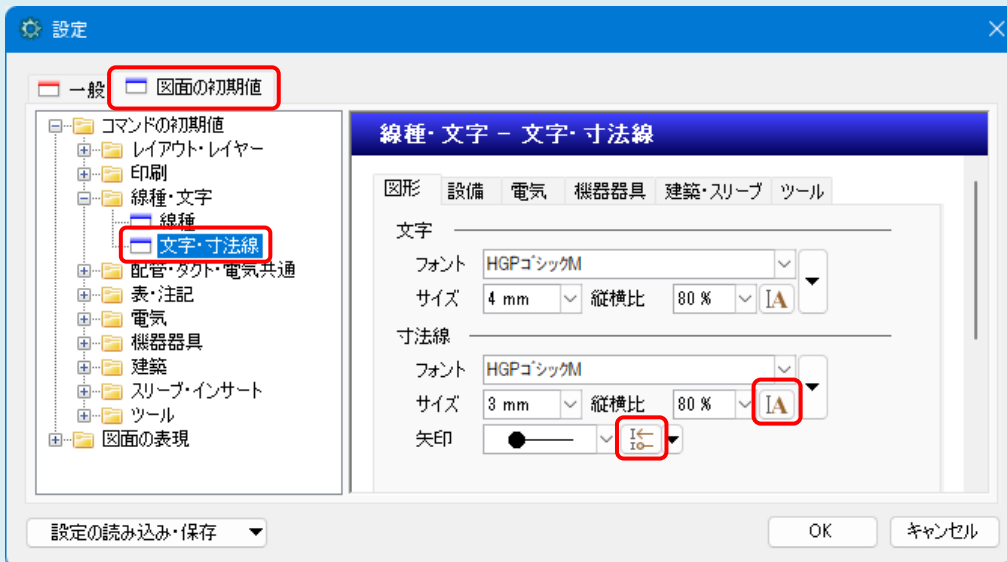 設定
一般
図面の初期値
コマンドの初期値
レイアウト・レイヤー
印刷
線種・文字
線種
文字・寸法線
配管・ダクト・電気共通
表・注記
電気
機器器具
建築
スリーブ・インサート
ツール
図面の表現
線種・文字 － 文字・寸法線
図形 設備 電気 機器器具 建築・スリーブ ツール
文字
フォント HGPゴシックM
サイズ 4 mm 縦横比 80 % IA
寸法線
フォント HGPゴシックM
サイズ 3 mm 縦横比 80 % IA
矢印
設定の読み込み・保存
OK キャンセル